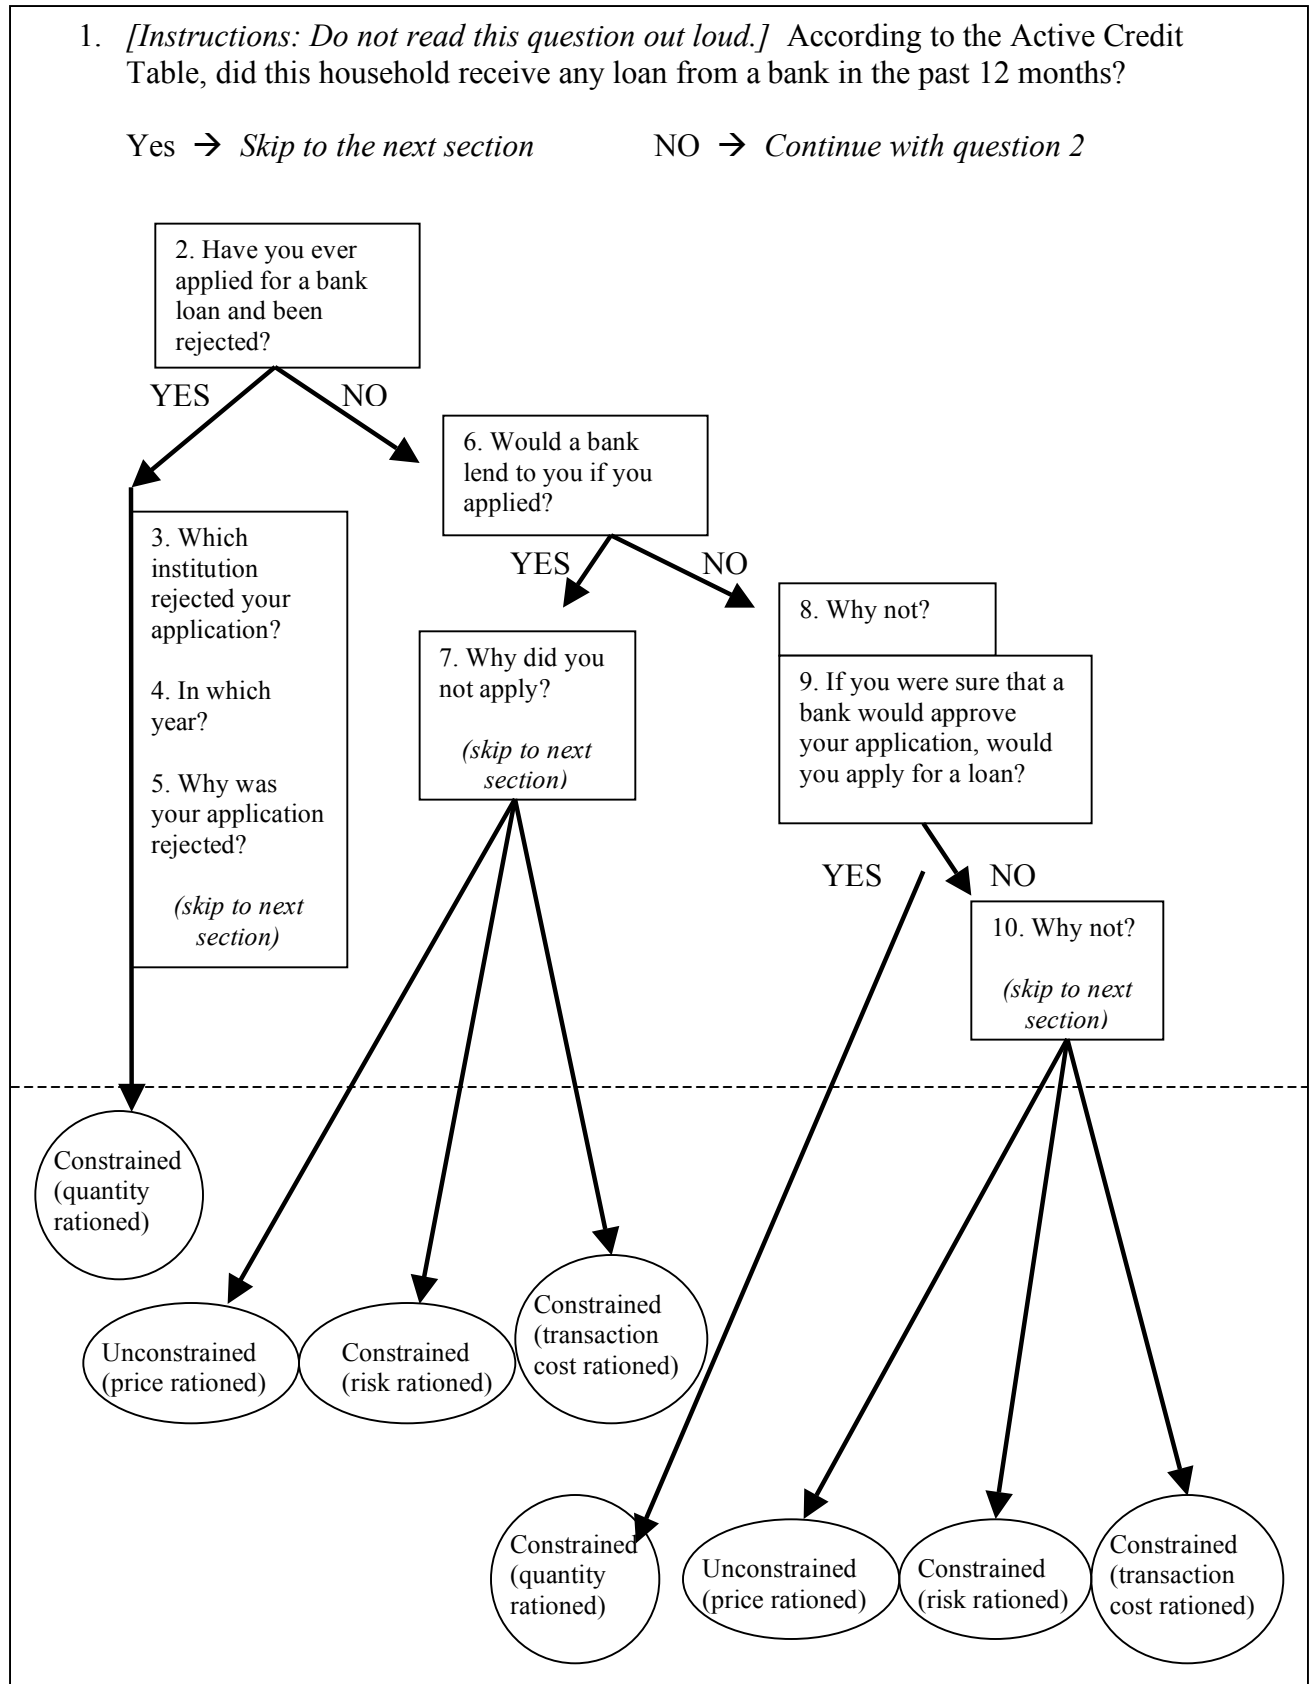 1. [Instructions: Do not read this question out loud.] According to the Active Credit
Table, did this household receive any loan from a bank in the past 12 months?
Yes → Skip to the next section NO → Continue with question 2
2. Have you ever
applied for a bank
loan and been
rejected?
YES
NO
3. Which
institution
rejected your
application?
4. In which
year?
5. Why was
your application
rejected?
(skip to next
section)
6. Would a bank
lend to you if you
applied?
YES
NO
7. Why did you
not apply?
(skip to next
section)
8. Why not?
9. If you were sure that a
bank would approve
your application, would
you apply for a loan?
YES
NO
10. Why not?
(skip to next
section)
Constrained
(quantity
rationed)
Unconstrained
(price rationed)
Constrained
(risk rationed)
Constrained
(transaction
cost rationed)
Constrained
(quantity
rationed)
Unconstrained
(price rationed)
Constrained
(risk rationed)
Constrained
(transaction
cost rationed)